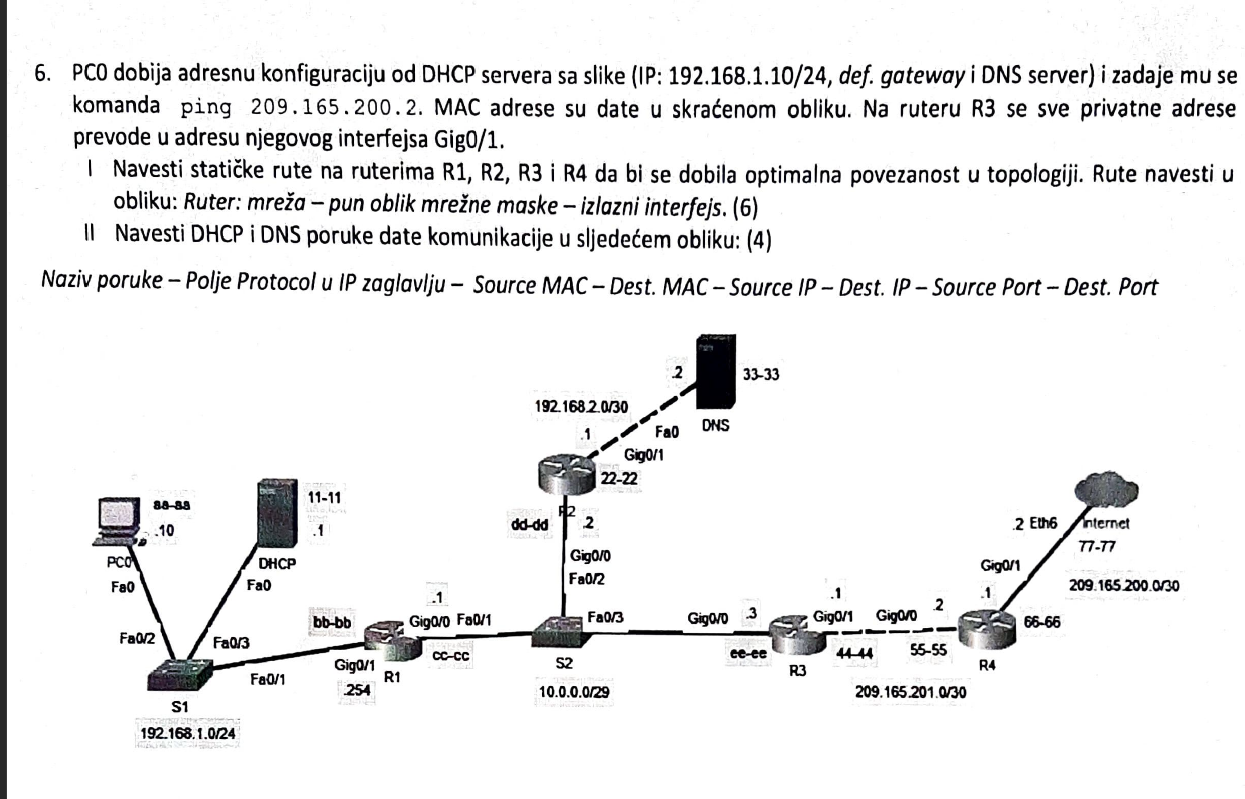 6. PC0 dobija adresnu konfiguraciju od DHCP servera sa slike (IP: 192.168.1.10/24, def. gateway i DNS server) i zadaje mu se
komanda ping 209.165.200.2. MAC adrese su date u skraćenom obliku. Na ruteru R3 se sve privatne adrese
prevode u adresu njegovog interfejsa Gig0/1.
I Navesti statičke rute na ruterima R1, R2, R3 i R4 da bi se dobila optimalna povezanost u topologiji. Rute navesti u
obliku: Ruter: mreža – pun oblik mrežne maske – izlazni interfejs. (6)
II Navesti DHCP i DNS poruke date komunikacije u sljedećem obliku: (4)
Naziv poruke – Polje Protocol u IP zaglavlju – Source MAC – Dest. MAC – Source IP – Dest. IP – Source Port – Dest. Port
.2
33-33
192.168.2.0/30
.1
Fa0
DNS
Gig0/1
22-22
R2
dd-dd
.2
Gig0/0
Fa0/2
aa-aa
.10
PC0
Fa0
11-11
.1
DHCP
Fa0
Fa0/2
Fa0/3
Fa0/1
S1
192.168.1.0/24
bb-bb
Gig0/1
.254
R1
.1
Gig0/0
Fa0/1
cc-cc
Fa0/3
S2
10.0.0.0/29
Gig0/0
.3
ee-ee
R3
.1
Gig0/1
44-44
Gig0/0
.2
55-55
209.165.201.0/30
R4
66-66
.1
Gig0/1
.2 Eth6
Internet
77-77
209.165.200.0/30